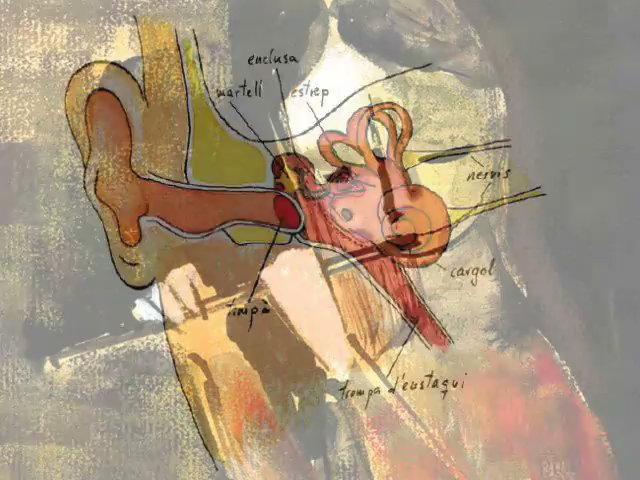 enclusa
martell
estrep
nervis
cargol
timpà
trompa d'eustaqui